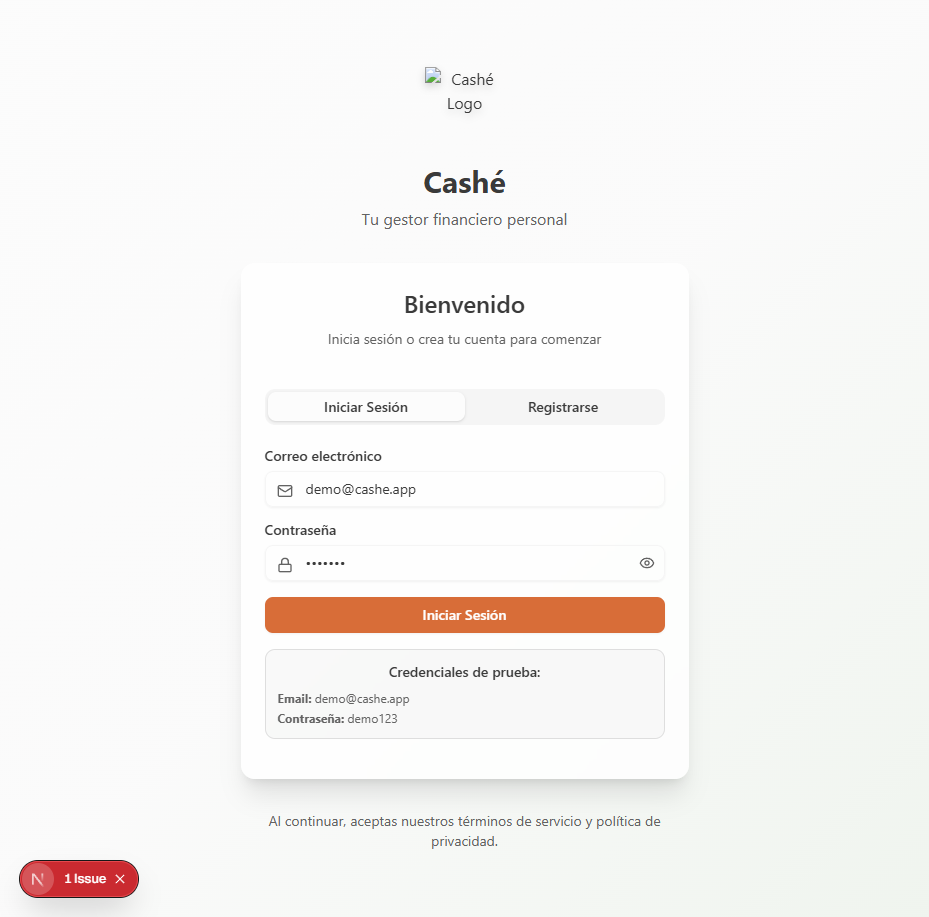 Cashé
Logo
Cashé
Tu gestor financiero personal
Bienvenido
Inicia sesión o crea tu cuenta para comenzar
Iniciar Sesión
Registrarse
Correo electrónico
demo@cashe.app
Contraseña
•••••••
Iniciar Sesión
Credenciales de prueba:
Email: demo@cashe.app
Contraseña: demo123
Al continuar, aceptas nuestros términos de servicio y política de
privacidad.
N 1 Issue